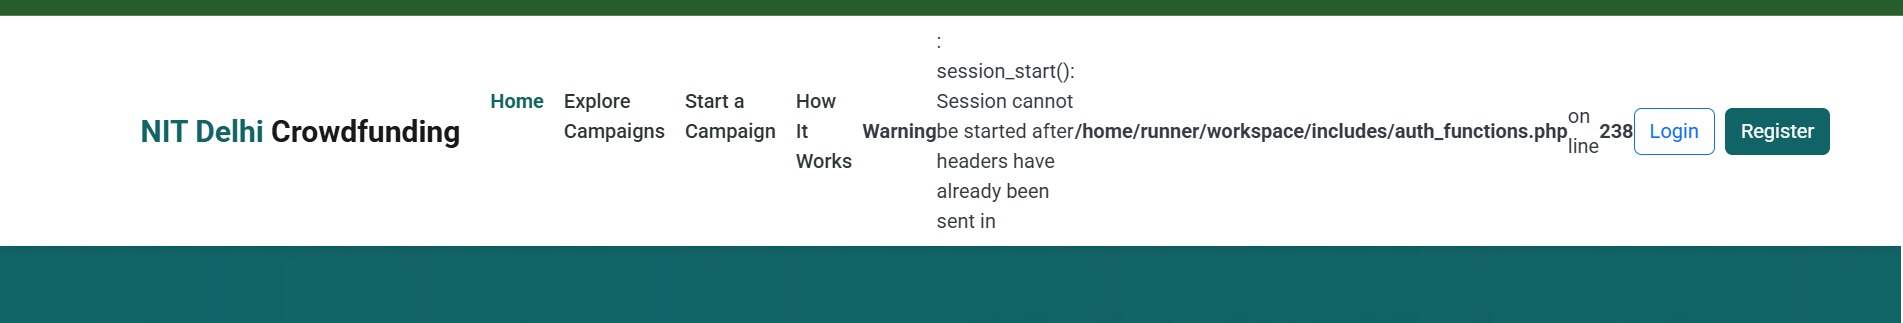 NIT Delhi Crowdfunding
Home
Explore
Campaigns
Start a
Campaign
How
It
Works
Warning
:
session_start():
Session cannot
be started after
headers have
already been
sent in
/home/runner/workspace/includes/auth_functions.php
on
line
238
Login
Register